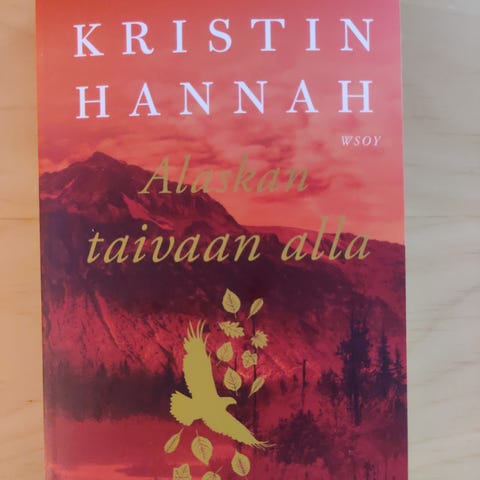 KRISTIN
HANNAH
WSOY
Alaskan
taivaan alla